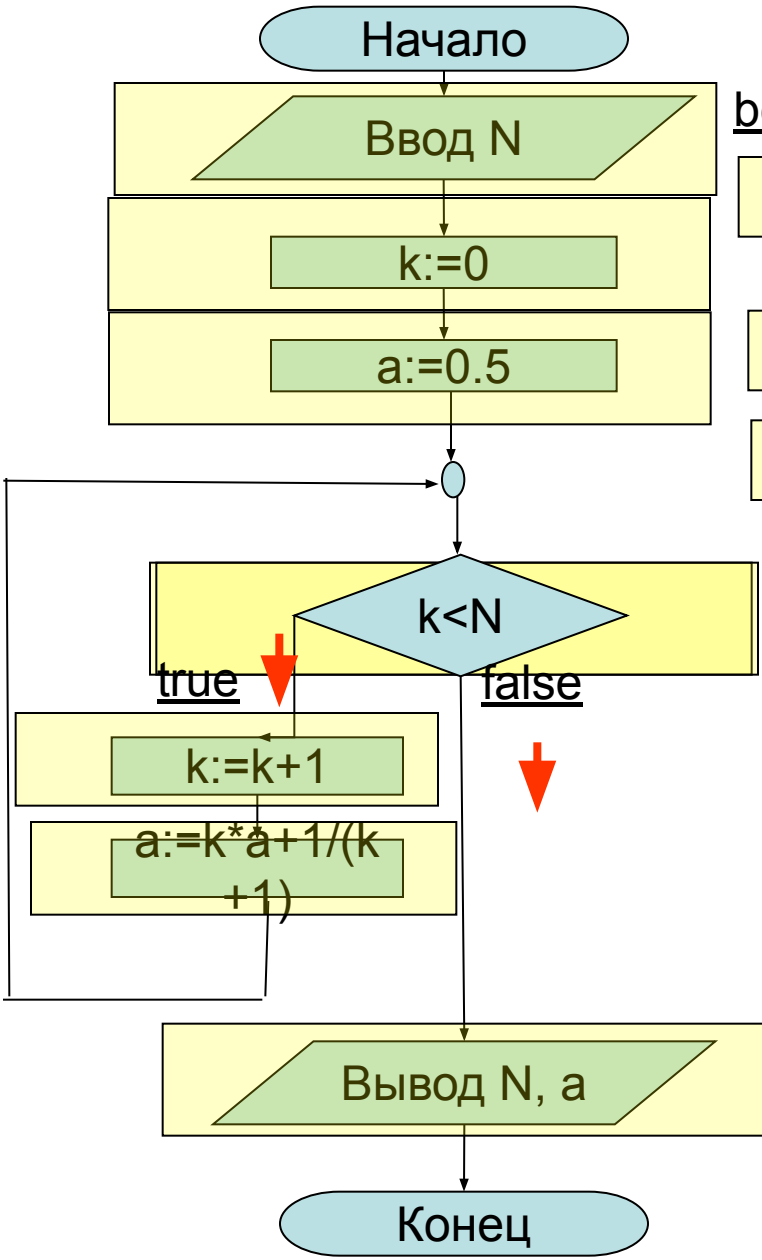 Начало
Ввод N
k:=0
a:=0.5
k<N
true
false
k:=k+1
a:=k*a+1/(k
+1)
Вывод N, a
Конец